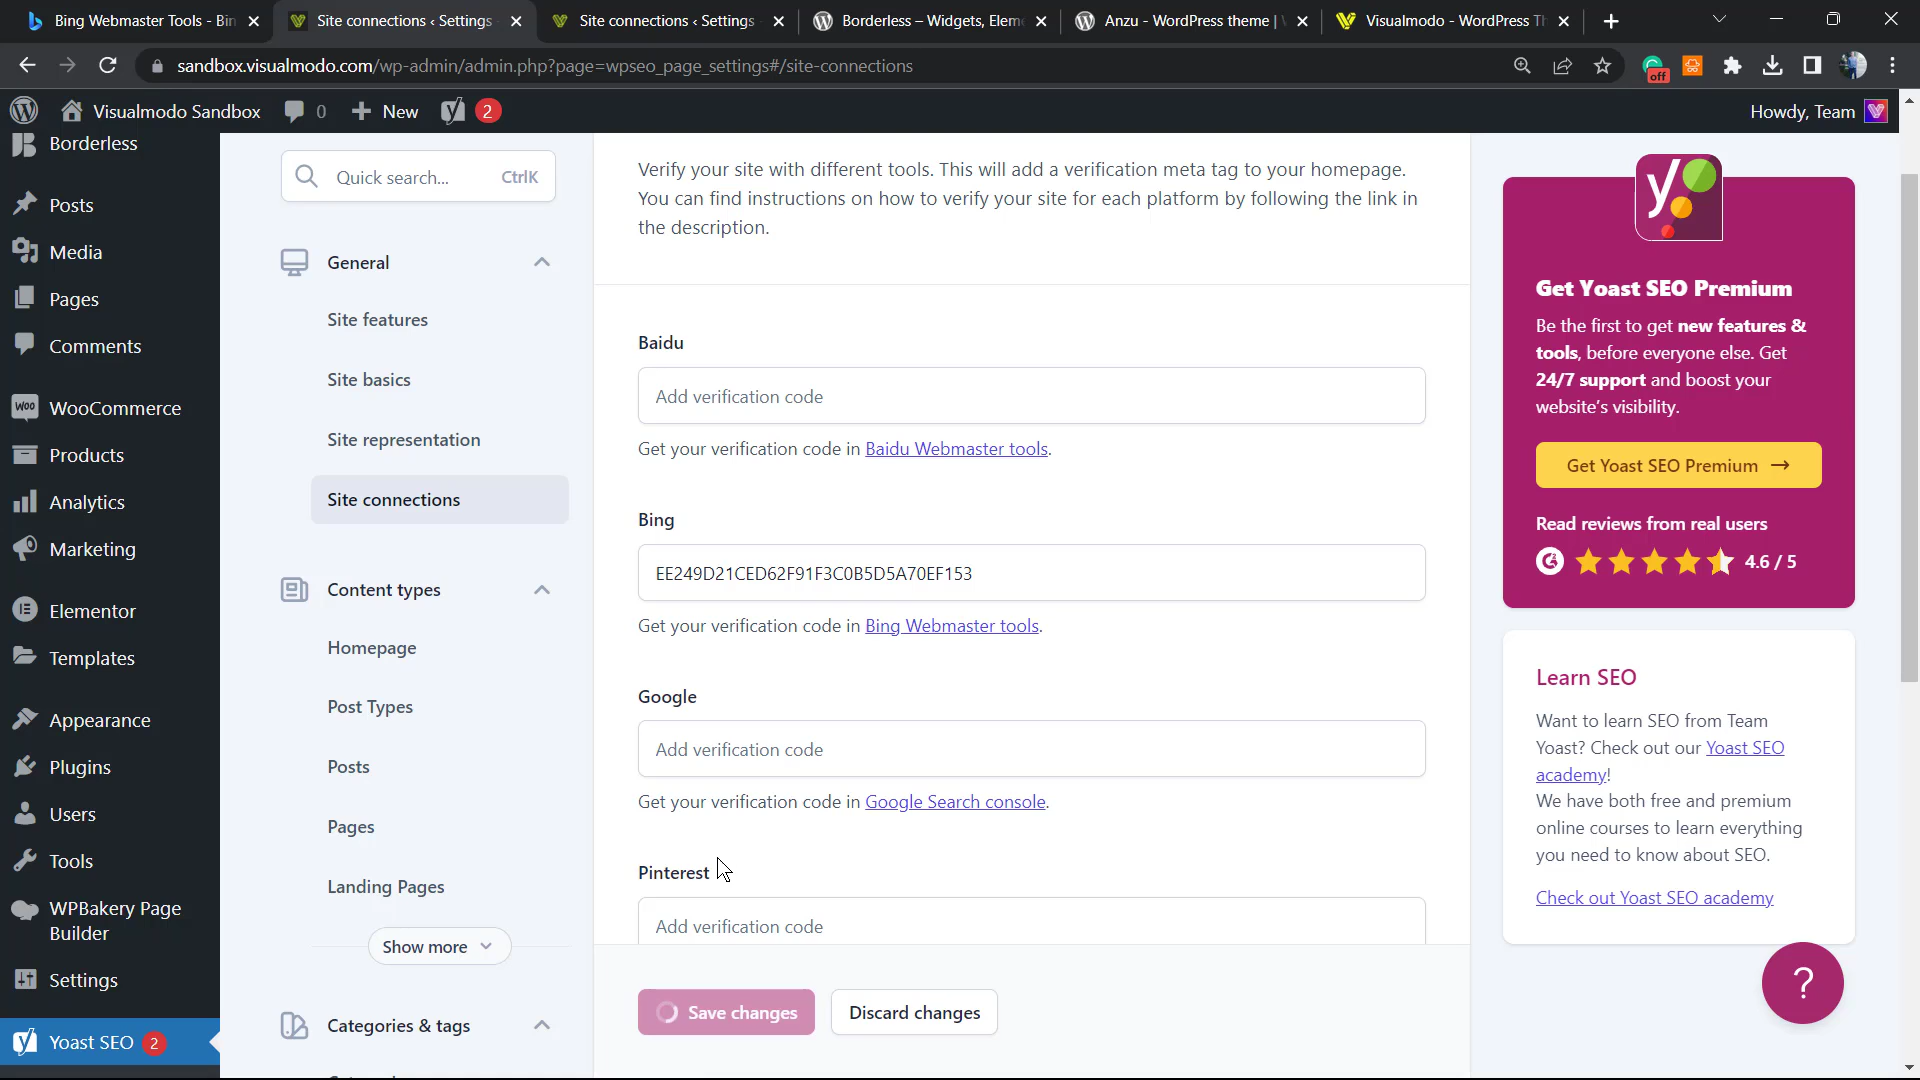 Bing Webmaster Tools - Bin
Site connections ‹ Settings
Site connections ‹ Settings
Borderless – Widgets, Elem
Anzu - WordPress theme |
Visualmodo - WordPress Th
sandbox.visualmodo.com/wp-admin/admin.php?page=wpseo_page_settings#/site-connections
off
Visualmodo Sandbox
0
New
2
Howdy, Team
Borderless
Posts
Media
Pages
Comments
WooCommerce
Products
Analytics
Marketing
Elementor
Templates
Appearance
Plugins
Users
Tools
WPBakery Page
Builder
Settings
Yoast SEO 2
Quick search...
CtrlK
General
Site features
Site basics
Site representation
Site connections
Content types
Homepage
Post Types
Posts
Pages
Landing Pages
Show more
Categories & tags
Verify your site with different tools. This will add a verification meta tag to your homepage.
You can find instructions on how to verify your site for each platform by following the link in
the description.
Baidu
Add verification code
Get your verification code in Baidu Webmaster tools.
Bing
EE249D21CED62F91F3C0B5D5A70EF153
Get your verification code in Bing Webmaster tools.
Google
Add verification code
Get your verification code in Google Search console.
Pinterest
Add verification code
Save changes
Discard changes
Get Yoast SEO Premium
Be the first to get new features &
tools, before everyone else. Get
24/7 support and boost your
website's visibility.
Get Yoast SEO Premium →
Read reviews from real users
4.6 / 5
Learn SEO
Want to learn SEO from Team
Yoast? Check out our Yoast SEO
academy!
We have both free and premium
online courses to learn everything
you need to know about SEO.
Check out Yoast SEO academy
?